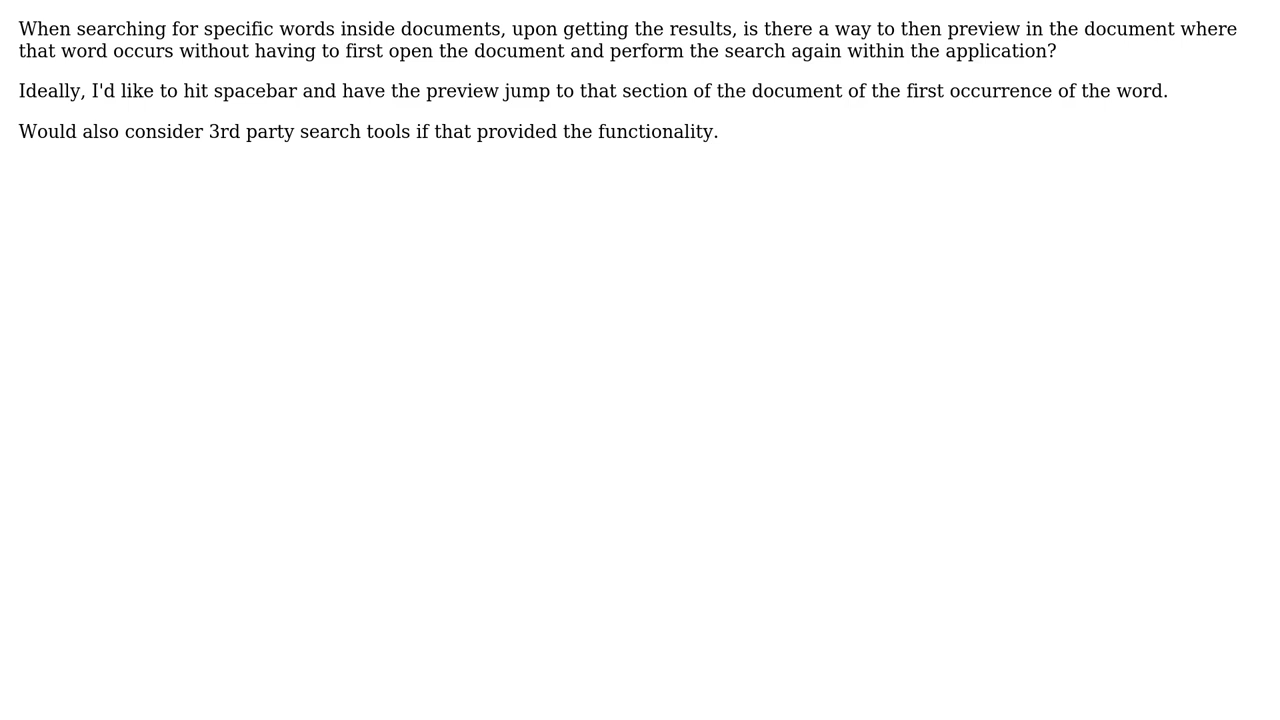 When searching for specific words inside documents, upon getting the results, is there a way to then preview in the document where
that word occurs without having to first open the document and perform the search again within the application?
Ideally, I'd like to hit spacebar and have the preview jump to that section of the document of the first occurrence of the word.
Would also consider 3rd party search tools if that provided the functionality.